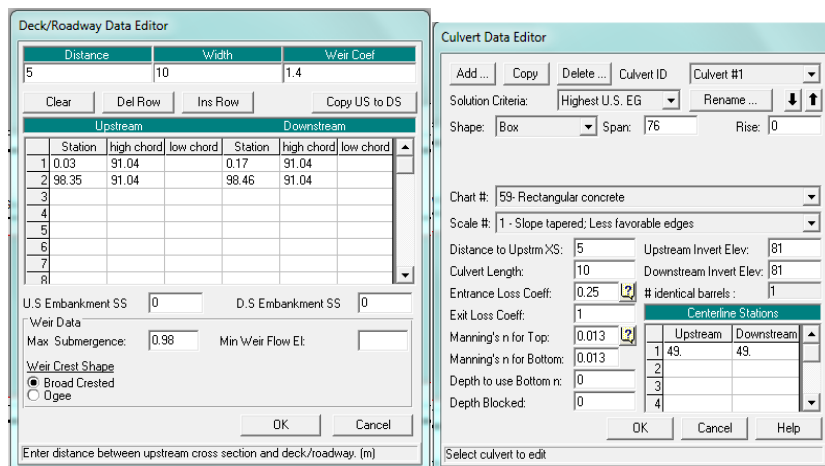 Deck/Roadway Data Editor
Distance Width Weir Coef
5 10 1.4
Clear Del Row Ins Row Copy US to DS
Upstream Downstream
Station high chord low chord Station high chord low chord
1 0.03 91.04 0.17 91.04
2 98.35 91.04 98.46 91.04
3
4
5
6
7
8
U.S Embankment SS 0 D.S Embankment SS 0
Weir Data
Max Submergence: 0.98 Min Weir Flow El:
Weir Crest Shape
Broad Crested
Ogee
OK Cancel
Enter distance between upstream cross section and deck/roadway. (m)
Culvert Data Editor
Add ... Copy Delete ... Culvert ID Culvert #1
Solution Criteria: Highest U.S. EG Rename ...
Shape: Box Span: 76 Rise: 0
Chart #: 59- Rectangular concrete
Scale #: 1 - Slope tapered; Less favorable edges
Distance to Upstrm XS: 5 Upstream Invert Elev: 81
Culvert Length: 10 Downstream Invert Elev: 81
Entrance Loss Coeff: 0.25 # identical barrels : 1
Exit Loss Coeff: 1 Centerline Stations
Manning's n for Top: 0.013 Upstream Downstream
Manning's n for Bottom: 0.013 1 49. 49.
Depth to use Bottom n: 0 2
Depth Blocked: 0 3
4
OK Cancel Help
Select culvert to edit